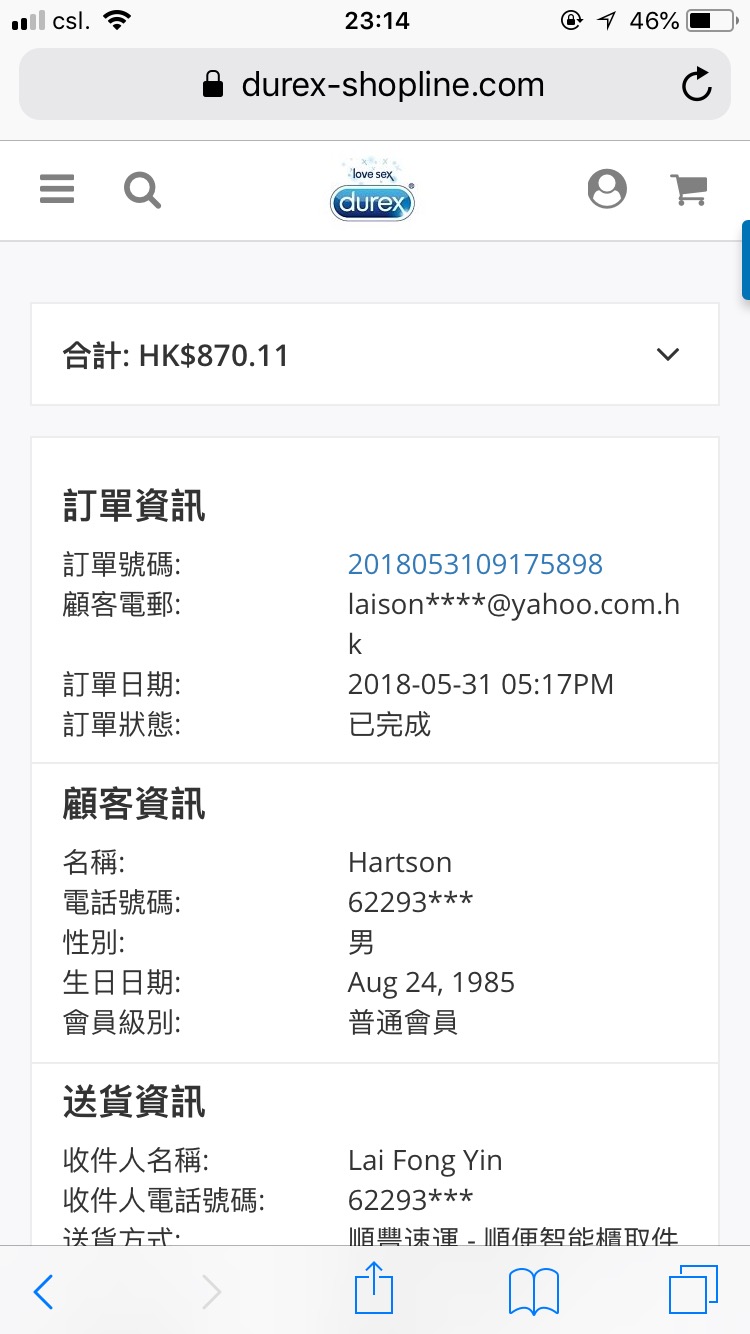 csl. 23:14 46%
durex-shopline.com
love sex
durex
合計: HK$870.11
訂單資訊
訂單號碼: 2018053109175898
顧客電郵: laison****@yahoo.com.h
k
訂單日期: 2018-05-31 05:17PM
訂單狀態: 已完成
顧客資訊
名稱: Hartson
電話號碼: 62293***
性別: 男
生日日期: Aug 24, 1985
會員級別: 普通會員
送貨資訊
收件人名稱: Lai Fong Yin
收件人電話號碼: 62293***
送貨方式: 順豐速運 - 順便智能櫃取件